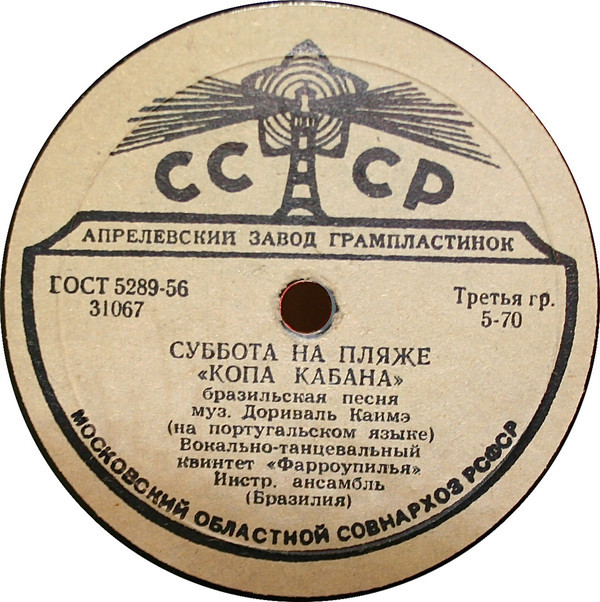 СССР
АПРЕЛЕВСКИЙ ЗАВОД ГРАМПЛАСТИНОК
ГОСТ 5289-56
31067
Третья гр.
5-70
СУББОТА НА ПЛЯЖЕ
«КОПА КАБАНА»
бразильская песня
муз. Дориваль Каимэ
(на португальском языке)
Вокально-танцевальный
квинтет «Фарроупилья»
Инстр. ансамбль
(Бразилия)
МОСКОВСКИЙ ОБЛАСТНОЙ СОВНАРХОЗ РСФСР